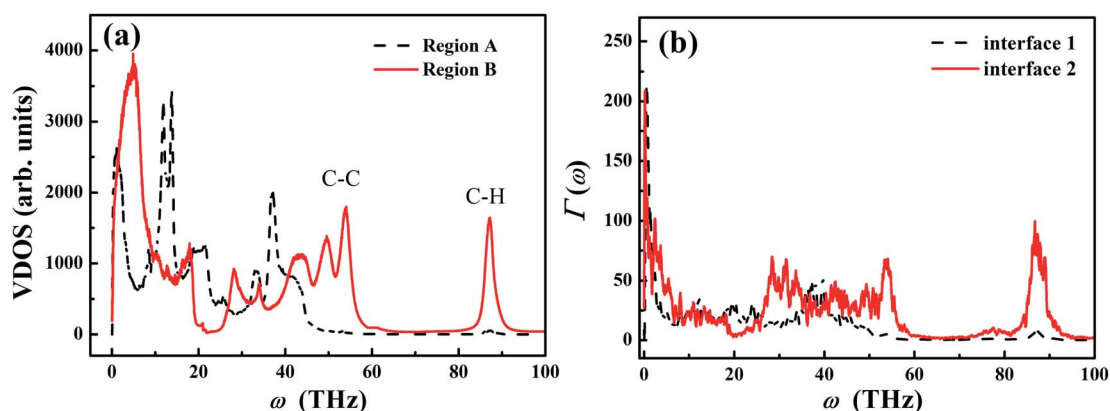 (a)
Region A
Region B
C-C
C-H
VDOS (arb. units)
4000
3000
2000
1000
0
0 20 40 60 80 100
ω (THz)
(b)
interface 1
interface 2
Γ(ω)
250
200
150
100
50
0
0 20 40 60 80 100
ω (THz)